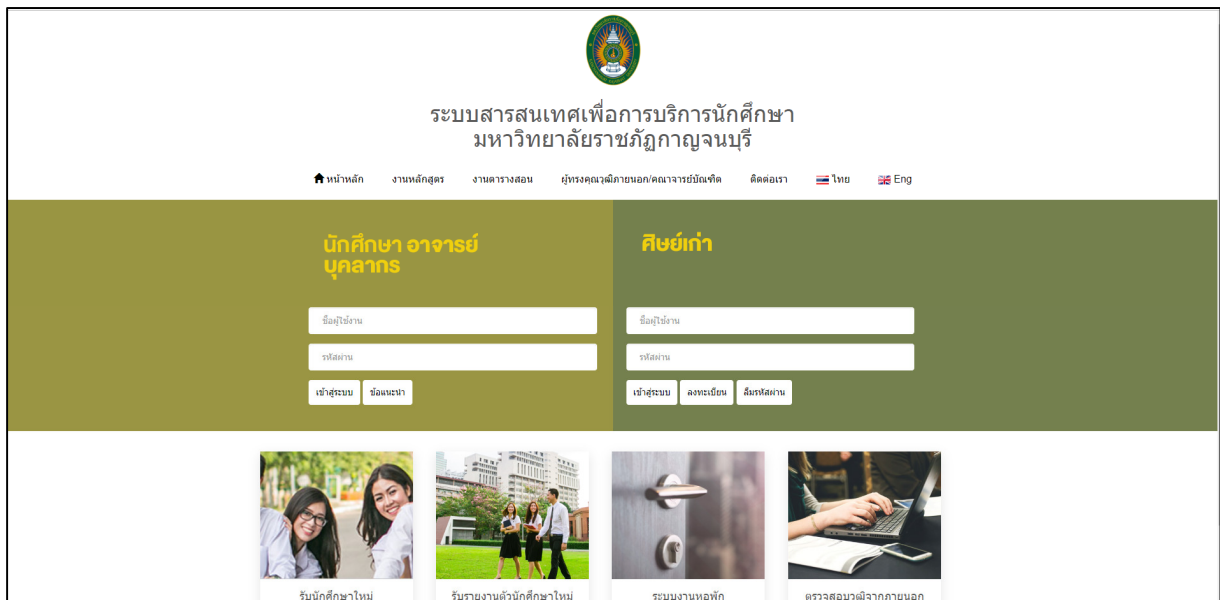 ระบบสารสนเทศเพื่อการบริการนักศึกษา
มหาวิทยาลัยราชภัฏกาญจนบุรี
หน้าหลัก งานหลักสูตร งานตารางสอน ผู้ทรงคุณวุฒิภายนอก/คณาจารย์บัณฑิต ติดต่อเรา ไทย Eng
นักศึกษา อาจารย์
บุคลากร
ชื่อผู้ใช้งาน
รหัสผ่าน
เข้าสู่ระบบ ข้อแนะนำ
ศิษย์เก่า
ชื่อผู้ใช้งาน
รหัสผ่าน
เข้าสู่ระบบ ลงทะเบียน ลืมรหัสผ่าน
รับนักศึกษาใหม่ รับรายงานตัวนักศึกษาใหม่ ระบบงานหอพัก ตรวจสอบวุฒิจากภายนอก